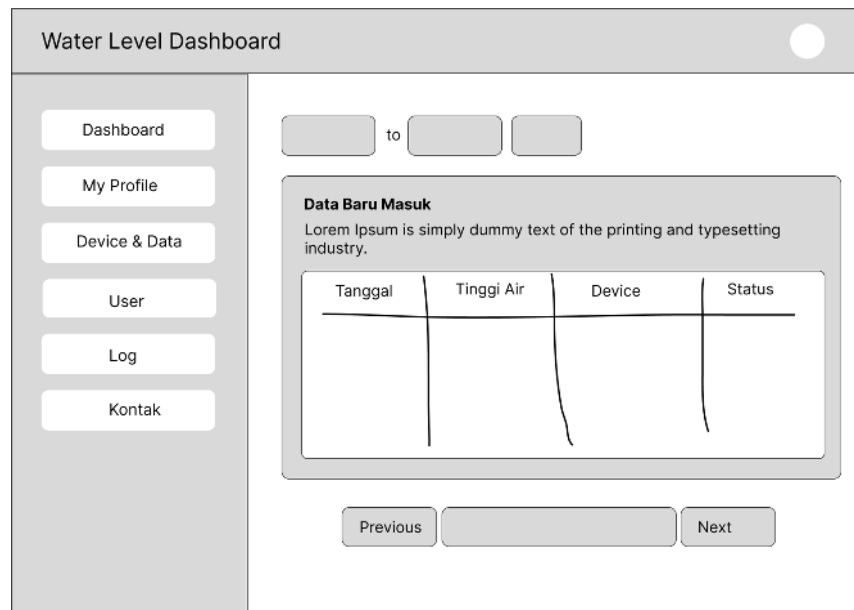 Water Level Dashboard
Dashboard
My Profile
Device & Data
User
Log
Kontak
to
Data Baru Masuk
Lorem Ipsum is simply dummy text of the printing and typesetting
industry.
Tanggal Tinggi Air Device Status
Previous Next